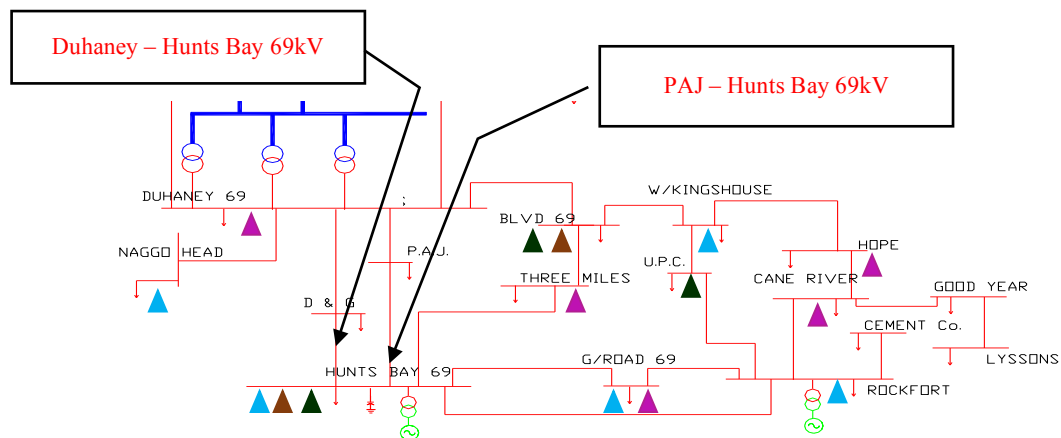 Duhaney – Hunts Bay 69kV
PAJ – Hunts Bay 69kV
DUHANEY 69
;
W/KINGSHOUSE
BLVD 69
NAGGO HEAD
P.A.J.
U.P.C.
HOPE
THREE MILES
CANE RIVER
GOOD YEAR
D & G
CEMENT Co.
LYSSONS
HUNTS BAY 69
G/ROAD 69
ROCKFORT